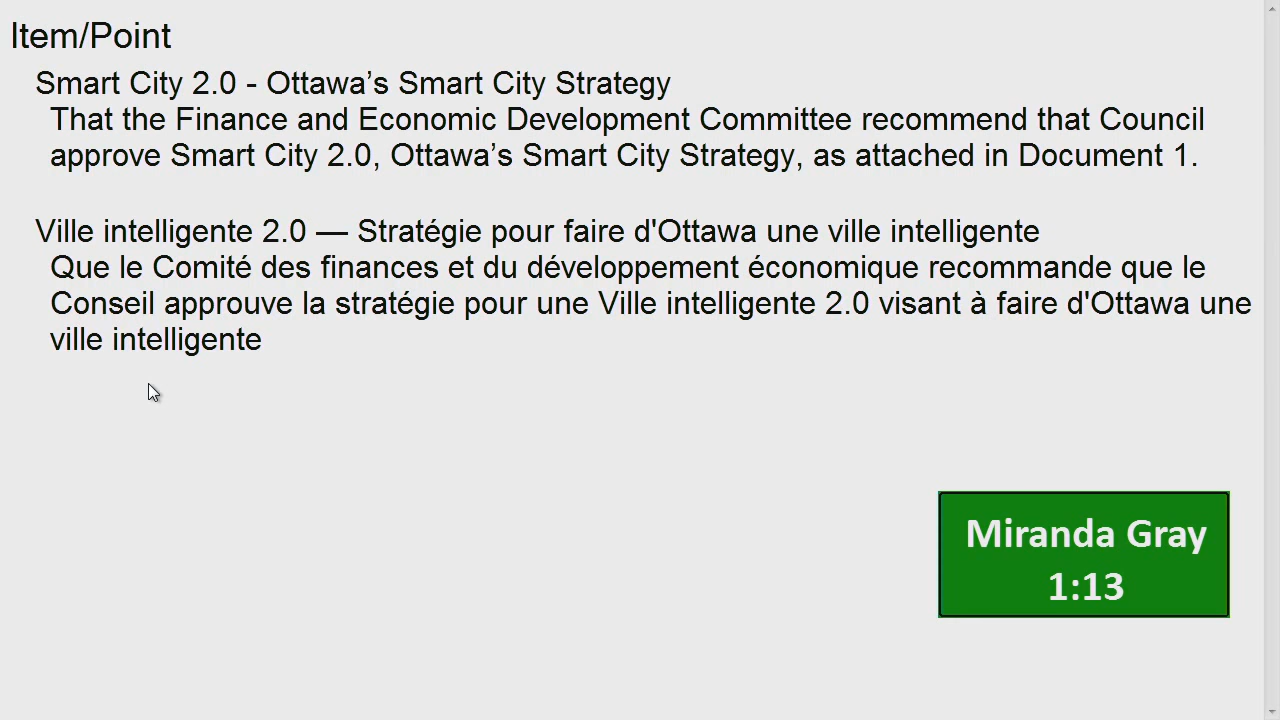 Item/Point
Smart City 2.0 - Ottawa’s Smart City Strategy
That the Finance and Economic Development Committee recommend that Council
approve Smart City 2.0, Ottawa’s Smart City Strategy, as attached in Document 1.
Ville intelligente 2.0 — Stratégie pour faire d'Ottawa une ville intelligente
Que le Comité des finances et du développement économique recommande que le
Conseil approuve la stratégie pour une Ville intelligente 2.0 visant à faire d'Ottawa une
ville intelligente
Miranda Gray
1:13